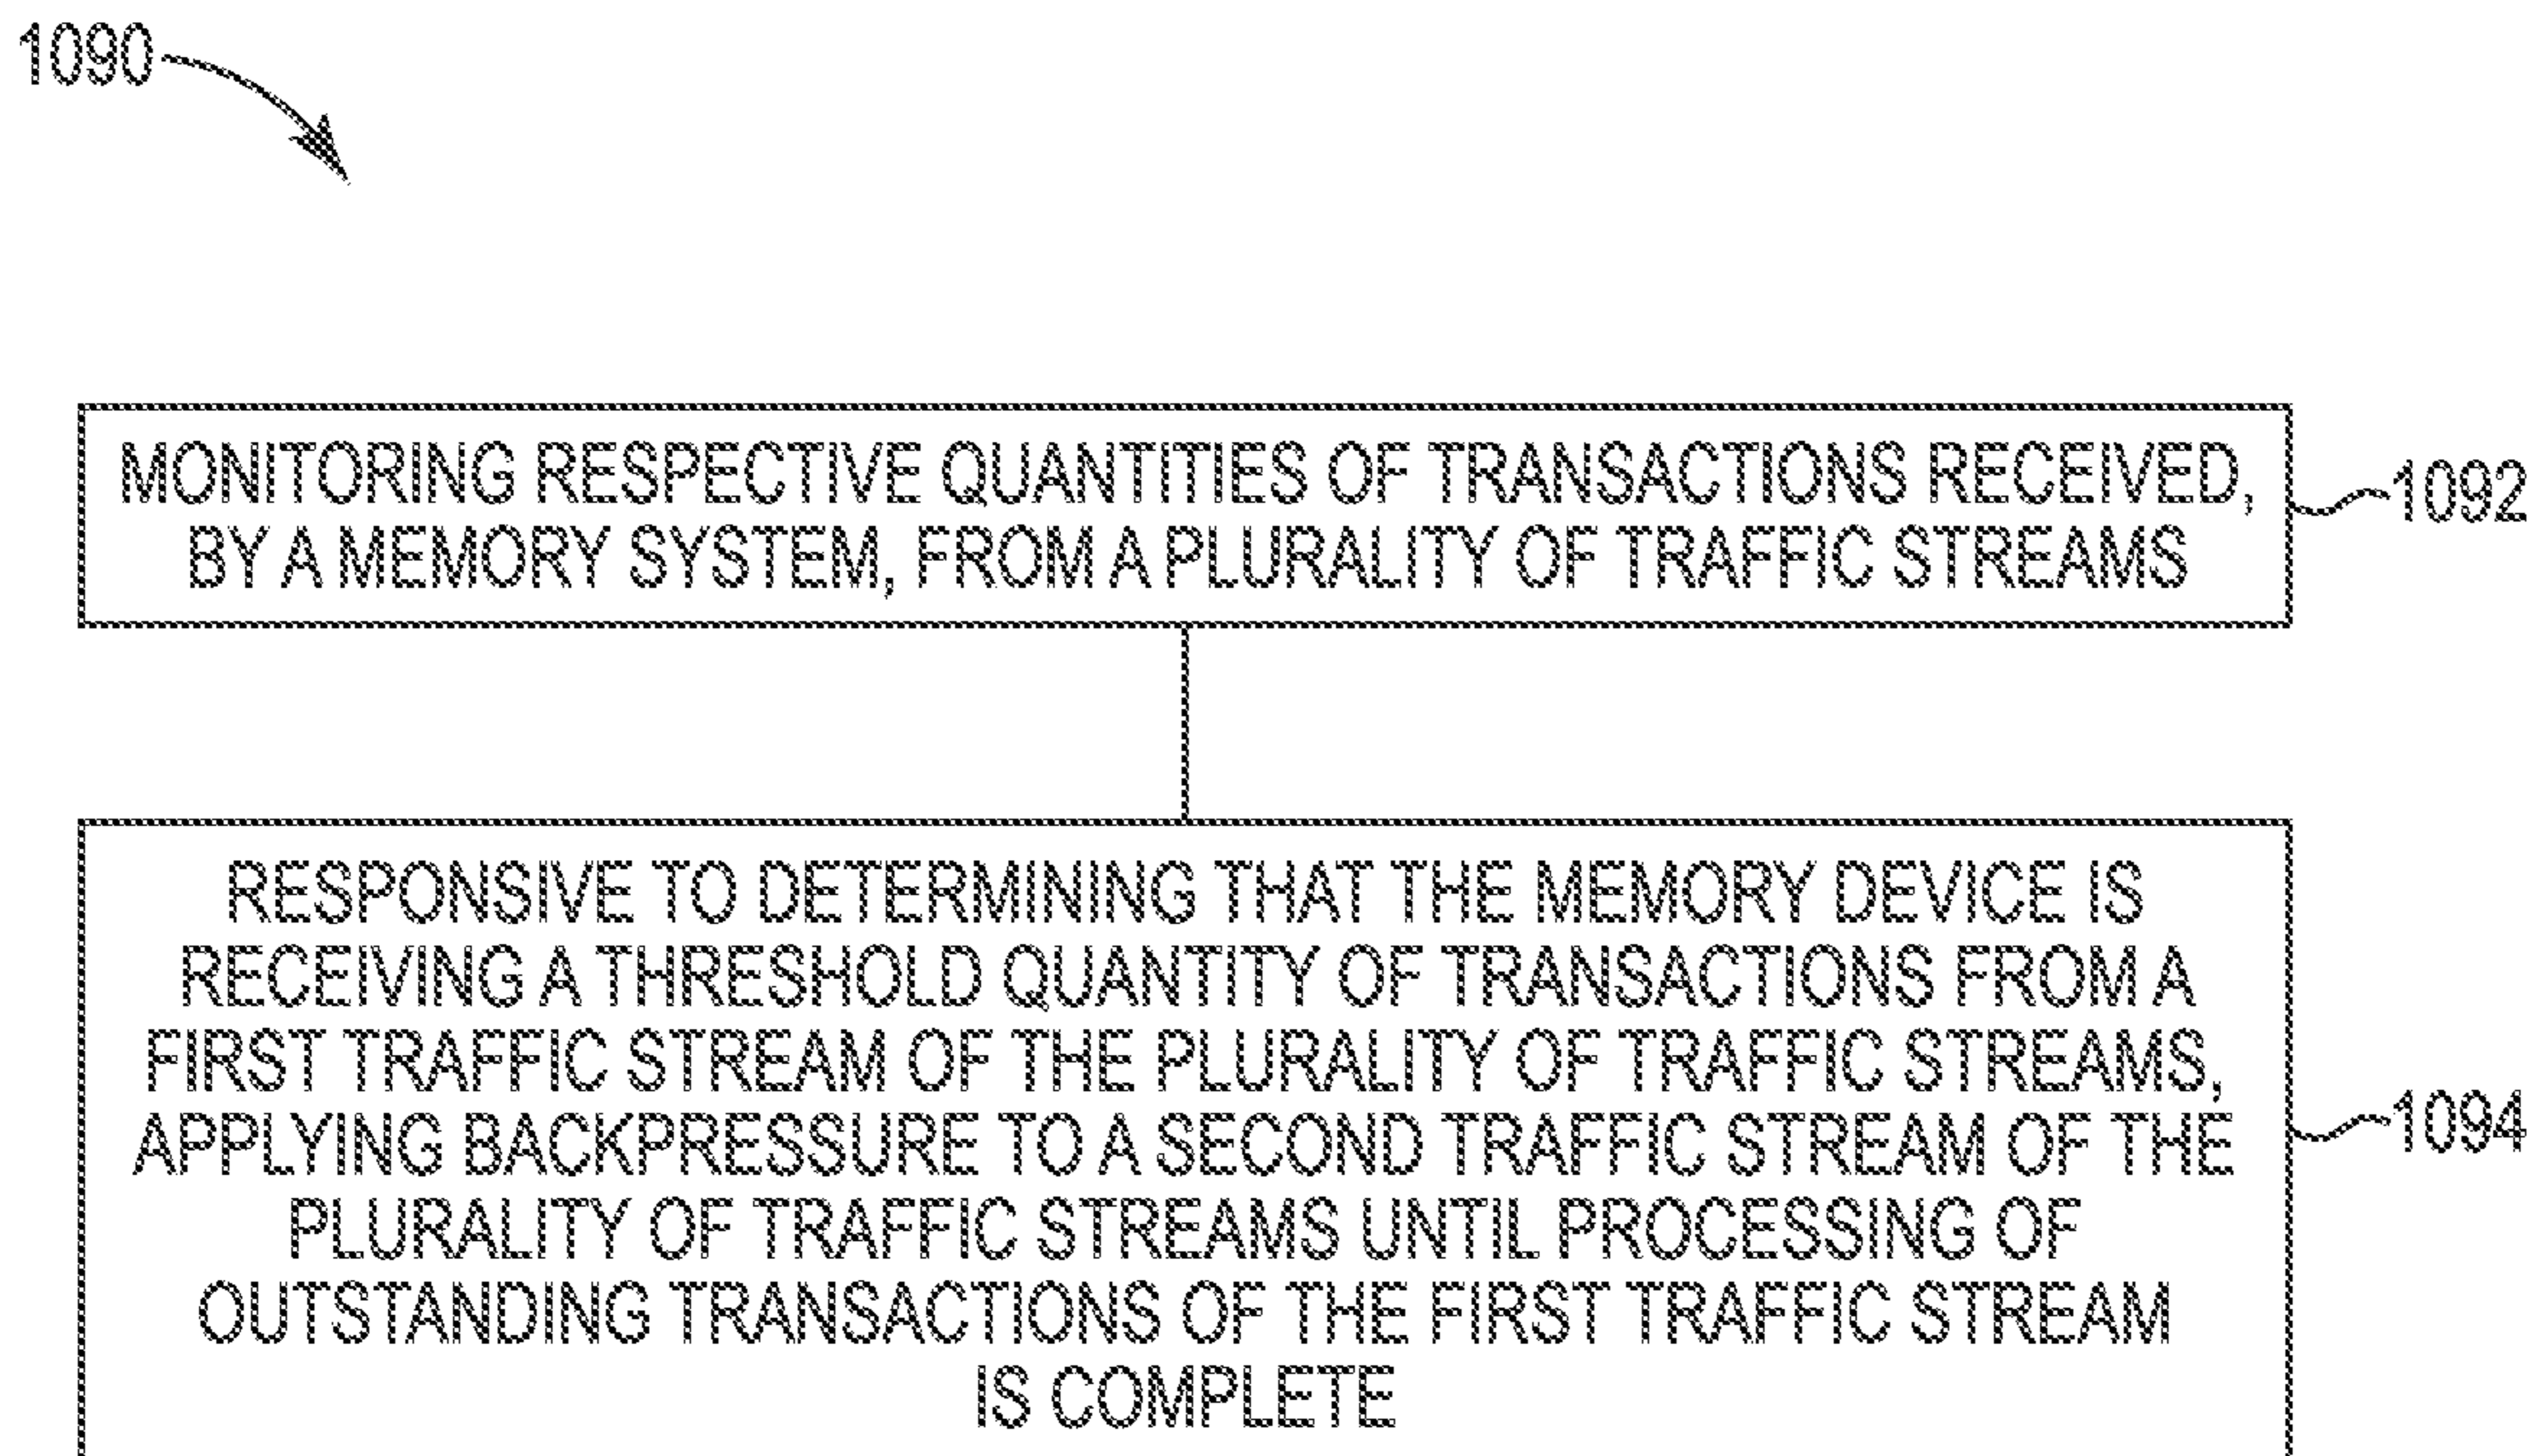 1090
MONITORING RESPECTIVE QUANTITIES OF TRANSACTIONS RECEIVED,
BY A MEMORY SYSTEM, FROM A PLURALITY OF TRAFFIC STREAMS
1092
RESPONSIVE TO DETERMINING THAT THE MEMORY DEVICE IS
RECEIVING A THRESHOLD QUANTITY OF TRANSACTIONS FROM A
FIRST TRAFFIC STREAM OF THE PLURALITY OF TRAFFIC STREAMS,
APPLYING BACKPRESSURE TO A SECOND TRAFFIC STREAM OF THE
PLURALITY OF TRAFFIC STREAMS UNTIL PROCESSING OF
OUTSTANDING TRANSACTIONS OF THE FIRST TRAFFIC STREAM
IS COMPLETE
1094